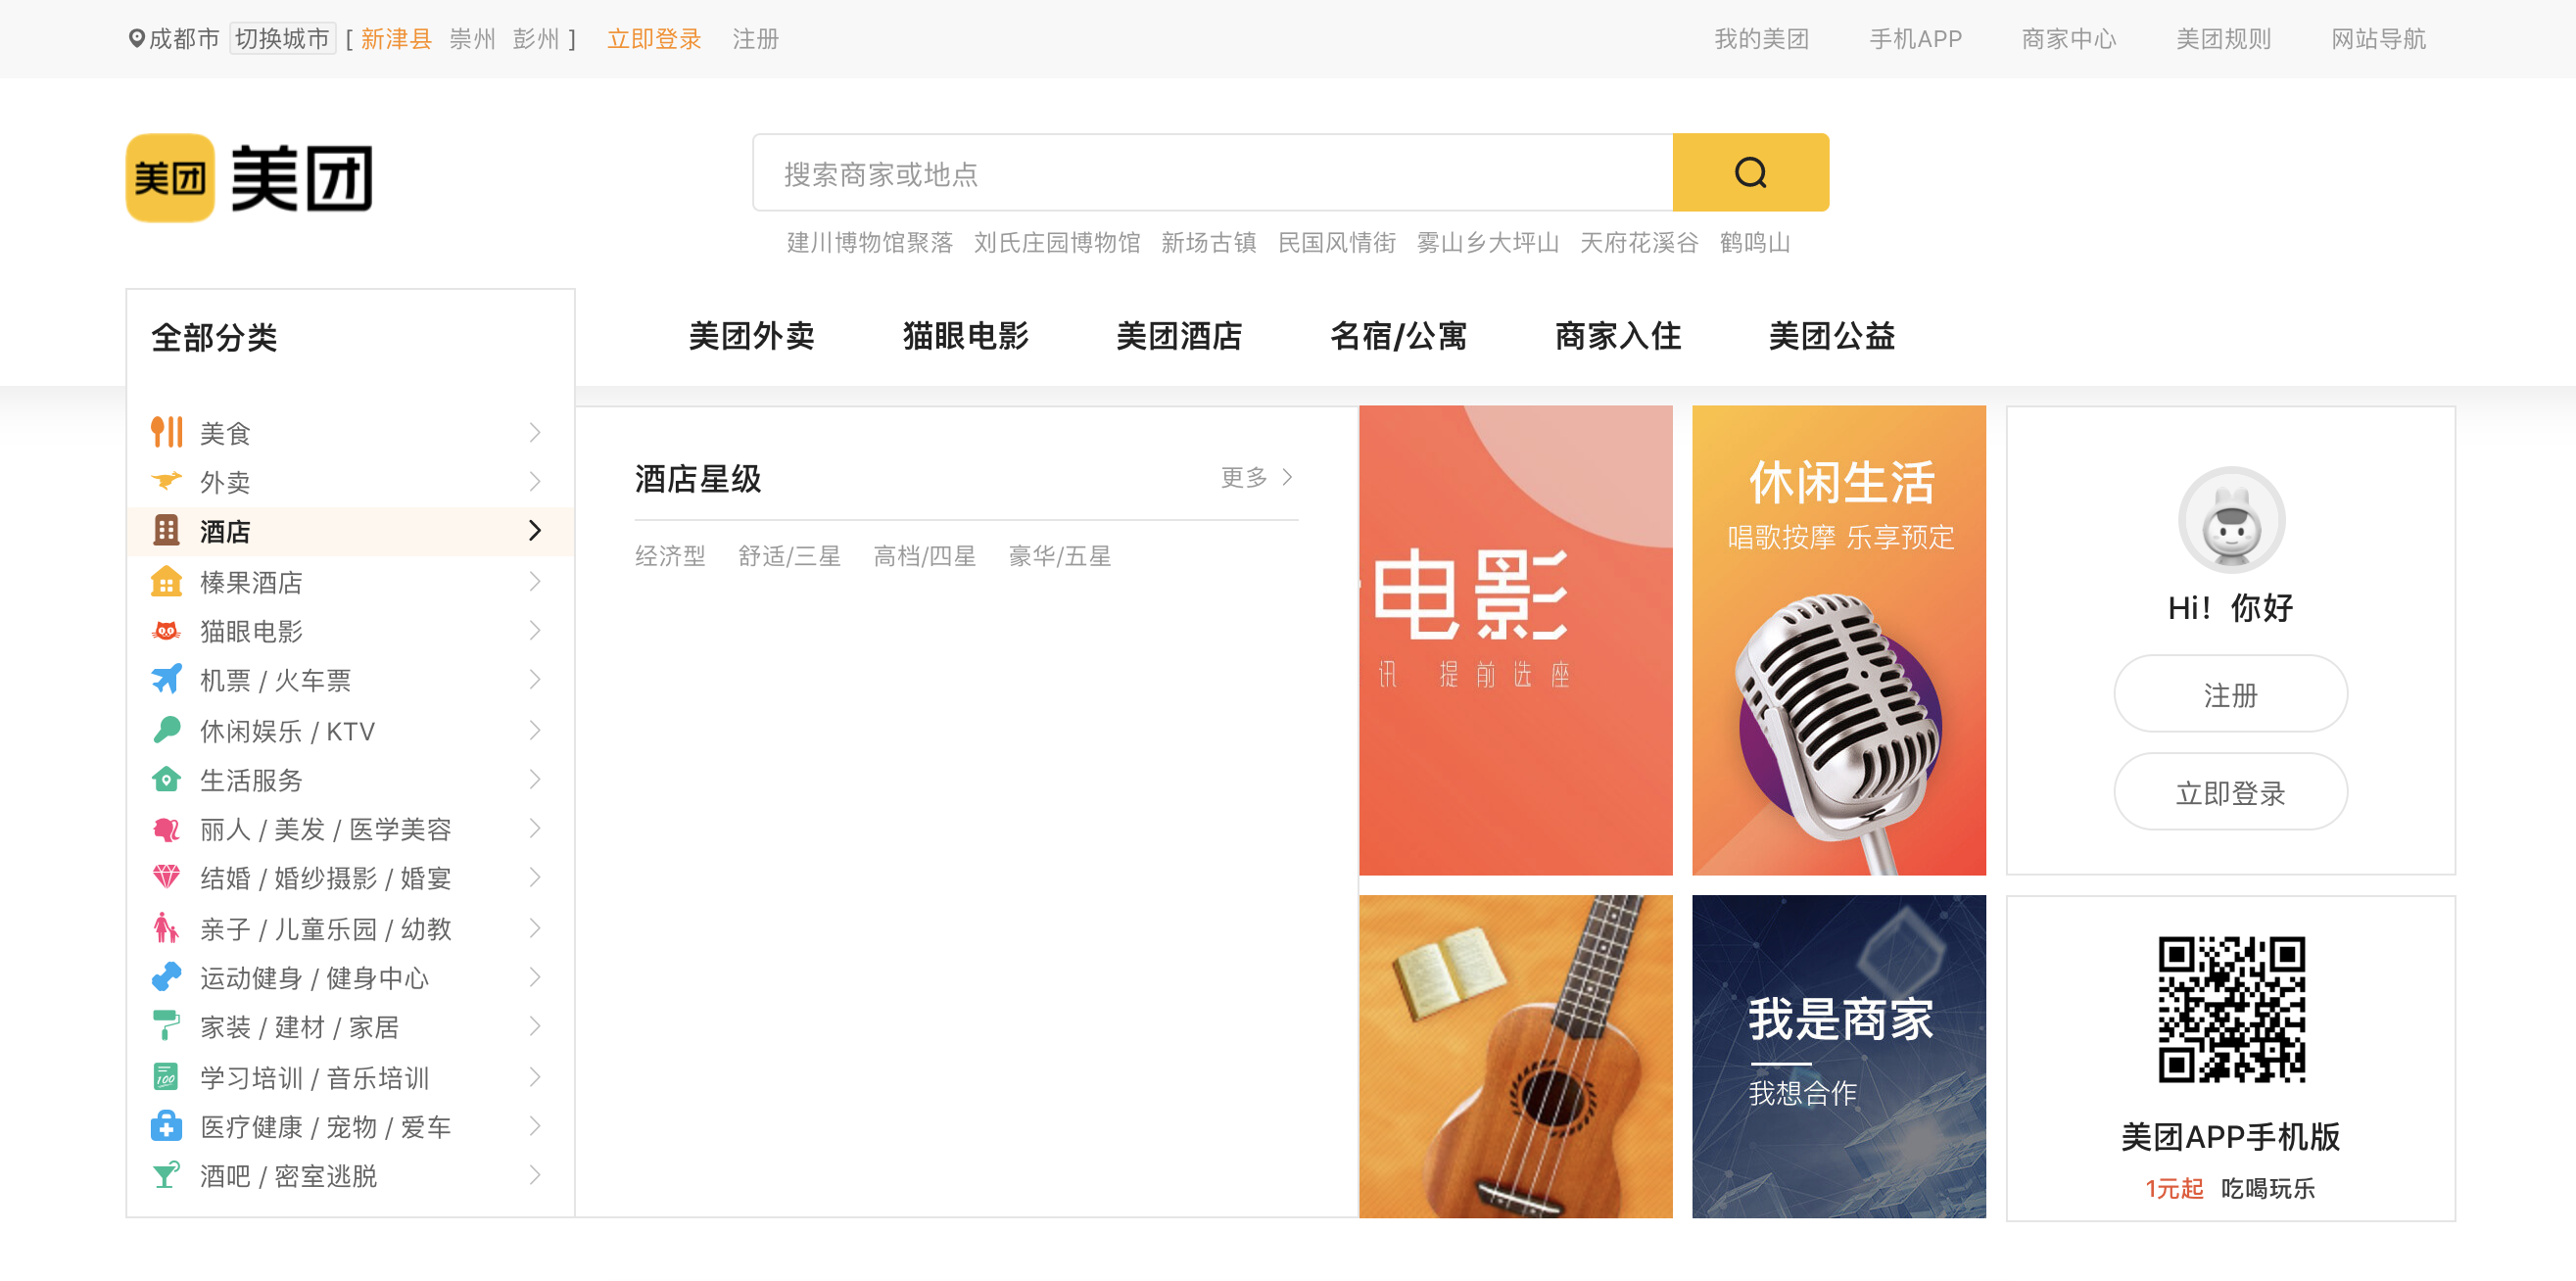 成都市 切换城市 [ 新津县 崇州 彭州 ] 立即登录 注册 我的美团 手机APP 商家中心 美团规则 网站导航
美团 美团
搜索商家或地点
建川博物馆聚落 刘氏庄园博物馆 新场古镇 民国风情街 雾山乡大坪山 天府花溪谷 鹤鸣山
全部分类 美团外卖 猫眼电影 美团酒店 名宿/公寓 商家入住 美团公益
美食
外卖
酒店
榛果酒店
猫眼电影
机票 / 火车票
休闲娱乐 / KTV
生活服务
丽人 / 美发 / 医学美容
结婚 / 婚纱摄影 / 婚宴
亲子 / 儿童乐园 / 幼教
运动健身 / 健身中心
家装 / 建材 / 家居
学习培训 / 音乐培训
医疗健康 / 宠物 / 爱车
酒吧 / 密室逃脱
酒店星级 更多
经济型 舒适/三星 高档/四星 豪华/五星
电影
讯 提前选座
休闲生活
唱歌按摩 乐享预定
Hi！你好
注册
立即登录
我是商家
我想合作
美团APP手机版
1元起 吃喝玩乐